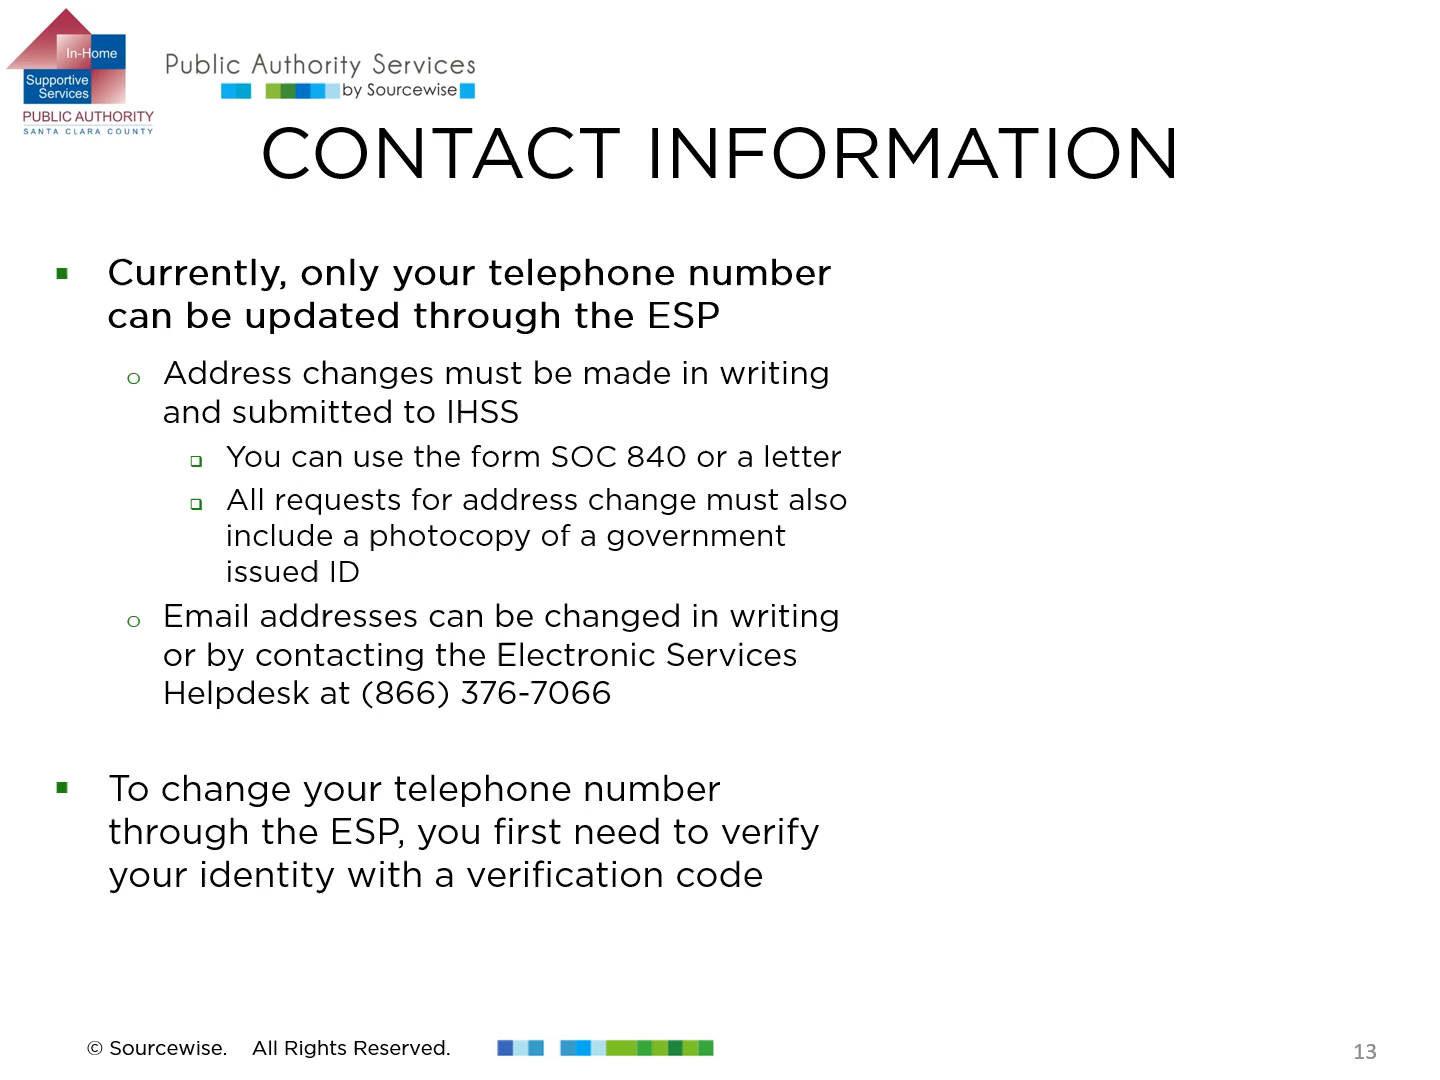 In-Home
Supportive
Services
PUBLIC AUTHORITY
SANTA CLARA COUNTY
Public Authority Services
by Sourcewise
CONTACT INFORMATION
▪ Currently, only your telephone number
can be updated through the ESP
o Address changes must be made in writing
and submitted to IHSS
❑ You can use the form SOC 840 or a letter
❑ All requests for address change must also
include a photocopy of a government
issued ID
o Email addresses can be changed in writing
or by contacting the Electronic Services
Helpdesk at (866) 376-7066
▪ To change your telephone number
through the ESP, you first need to verify
your identity with a verification code
© Sourcewise. All Rights Reserved.
13